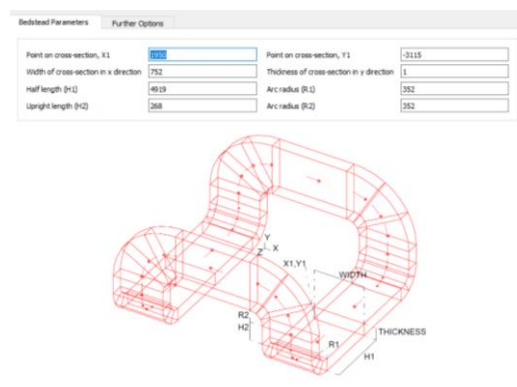 Bedstead Parameters Further Options
Point on cross-section, X1 1950 Point on cross-section, Y1 -3115
Width of cross-section in x direction 752 Thickness of cross-section in y direction 1
Half length (H1) 4919 Arc radius (R1) 352
Upright length (H2) 268 Arc radius (R2) 352
Y
Z X
X1,Y1
WIDTH
R2
H2
THICKNESS
R1
H1